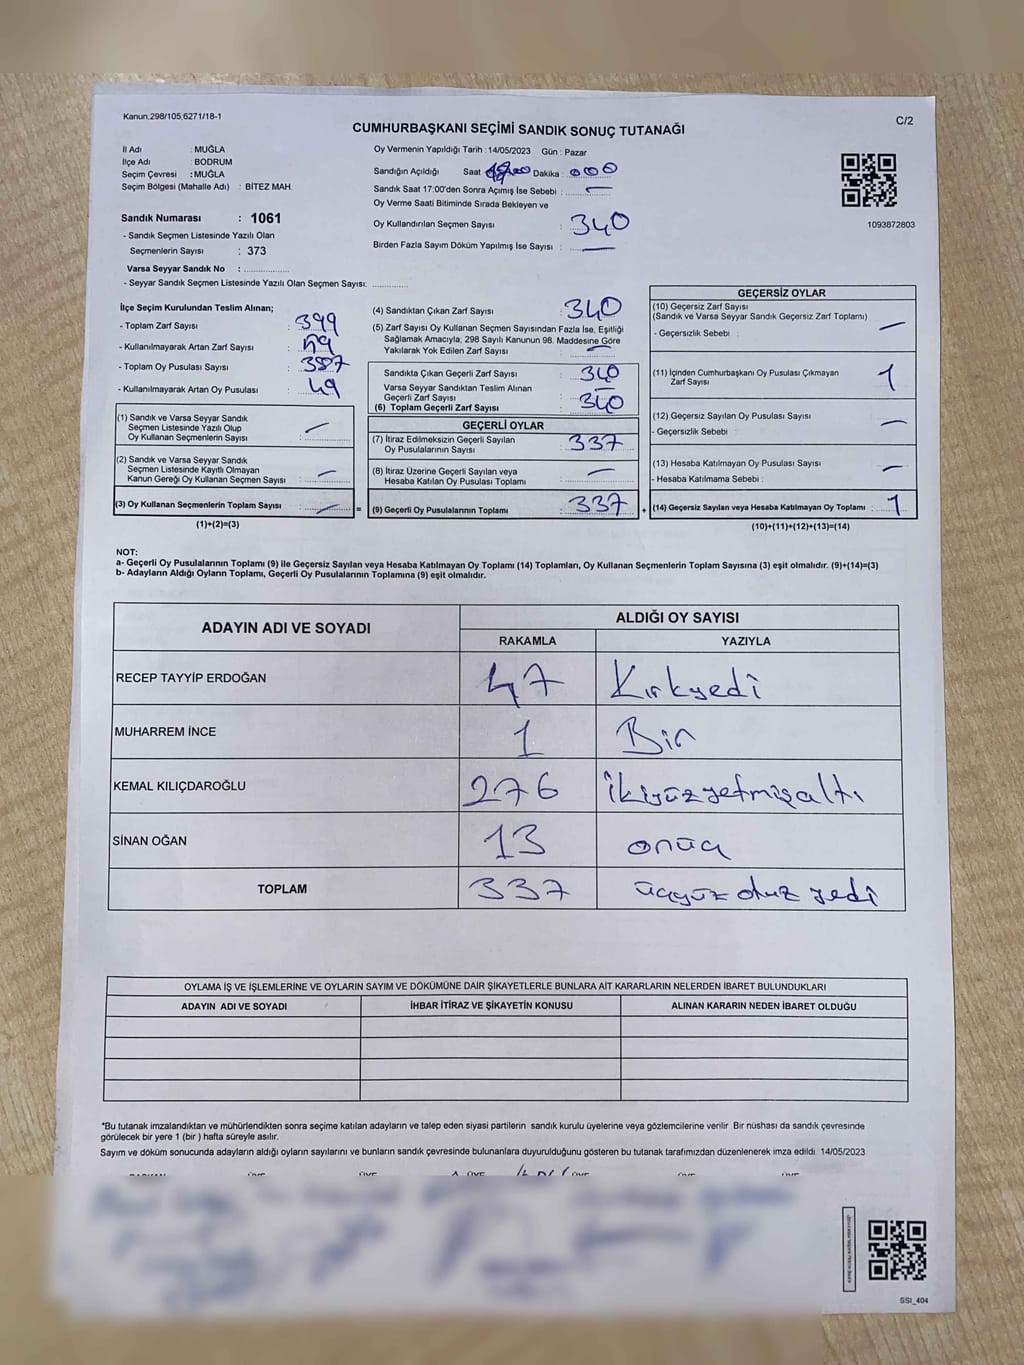 Kanun:298/105,6271/18-1
C/2
CUMHURBAŞKANI SEÇİMİ SANDIK SONUÇ TUTANAĞI
İl Adı : MUĞLA
İlçe Adı : BODRUM
Seçim Çevresi : MUĞLA
Seçim Bölgesi (Mahalle Adı) : BİTEZ MAH.
Sandık Numarası : 1061
- Sandık Seçmen Listesinde Yazılı Olan
Seçmenlerin Sayısı : 373
Varsa Seyyar Sandık No :
- Seyyar Sandık Seçmen Listesinde Yazılı Olan Seçmen Sayısı:
Oy Vermenin Yapıldığı Tarih : 14/05/2023 Gün : Pazar
Sandığın Açıldığı Saat Dakika : 000
Sandık Saat 17:00'den Sonra Açımış İse Sebebi : —
Oy Verme Saati Bitiminde Sırada Bekleyen ve
Oy Kullandırılan Seçmen Sayısı : 340
Birden Fazla Sayım Döküm Yapılmış İse Sayısı : —
1093872803
İlçe Seçim Kurulundan Teslim Alınan;
- Toplam Zarf Sayısı : 399
- Kullanılmayarak Artan Zarf Sayısı :
- Toplam Oy Pusulası Sayısı :
- Kullanılmayarak Artan Oy Pusulası : 49
(1) Sandık ve Varsa Seyyar Sandık
Seçmen Listesinde Yazılı Olup
Oy Kullanan Seçmenlerin Sayısı : —
(2) Sandık ve Varsa Seyyar Sandık
Seçmen Listesinde Kayıtlı Olmayan
Kanun Gereği Oy Kullanan Seçmen Sayısı : —
(3) Oy Kullanan Seçmenlerin Toplam Sayısı : — =
(1)+(2)=(3)
(4) Sandıktan Çıkan Zarf Sayısı : 340
(5) Zarf Sayısı Oy Kullanan Seçmen Sayısından Fazla İse, Eşitliği
Sağlamak Amacıyla, 298 Sayılı Kanunun 98. Maddesine Göre
Yakılarak Yok Edilen Zarf Sayısı : —
Sandıkta Çıkan Geçerli Zarf Sayısı : 340
Varsa Seyyar Sandıktan Teslim Alınan
Geçerli Zarf Sayısı : —
(6) Toplam Geçerli Zarf Sayısı : 340
GEÇERLİ OYLAR
(7) İtiraz Edilmeksizin Geçerli Sayılan
Oy Pusulalarının Sayısı : 337
(8) İtiraz Üzerine Geçerli Sayılan veya
Hesaba Katılan Oy Pusulası Toplamı : —
(9) Geçerli Oy Pusulalarının Toplamı : 337 +
GEÇERSİZ OYLAR
(10) Geçersiz Zarf Sayısı
(Sandık ve Varsa Seyyar Sandık Geçersiz Zarf Toplamı) —
- Geçersizlik Sebebi :
(11) İçinden Cumhurbaşkanı Oy Pusulası Çıkmayan
Zarf Sayısı 1
(12) Geçersiz Sayılan Oy Pusulası Sayısı —
- Geçersizlik Sebebi :
(13) Hesaba Katılmayan Oy Pusulası Sayısı —
- Hesaba Katılmama Sebebi :
(14) Geçersiz Sayılan veya Hesaba Katılmayan Oy Toplamı : 1
(10)+(11)+(12)+(13)=(14)
NOT:
a- Geçerli Oy Pusulalarının Toplamı (9) ile Geçersiz Sayılan veya Hesaba Katılmayan Oy Toplamı (14) Toplamları, Oy Kullanan Seçmenlerin Toplam Sayısına (3) eşit olmalıdır. (9)+(14)=(3)
b- Adayların Aldığı Oyların Toplamı, Geçerli Oy Pusulalarının Toplamına (9) eşit olmalıdır.
ADAYIN ADI VE SOYADI ALDIĞI OY SAYISI
RAKAMLA YAZIYLA
RECEP TAYYİP ERDOĞAN 47 Kırkyedi
MUHARREM İNCE 1 Bir
KEMAL KILIÇDAROĞLU 276 ikiyüzyetmişaltı
SİNAN OĞAN 13 onüç
TOPLAM 337 üçyüz otuz yedi
OYLAMA İŞ VE İŞLEMLERİNE VE OYLARIN SAYIM VE DÖKÜMÜNE DAİR ŞİKAYETLERLE BUNLARA AİT KARARLARIN NELERDEN İBARET BULUNDUKLARI
ADAYIN ADI VE SOYADI İHBAR İTİRAZ VE ŞİKAYETİN KONUSU ALINAN KARARIN NEDEN İBARET OLDUĞU
*Bu tutanak imzalandıktan ve mühürlendikten sonra seçime katılan adayların ve talep eden siyasi partilerin sandık kurulu üyelerine veya gözlemcilerine verilir Bir nushası da sandık çevresinde
görülecek bir yere 1 (bir ) hafta süreyle asılır.
Sayım ve döküm sonucunda adayların aldığı oyların sayılarını ve bunların sandık çevresinde bulunanlara duyurulduğunu gösteren bu tutanak tarafımızdan düzenlenerek imza edildi. 14/05/2023
SSI_404